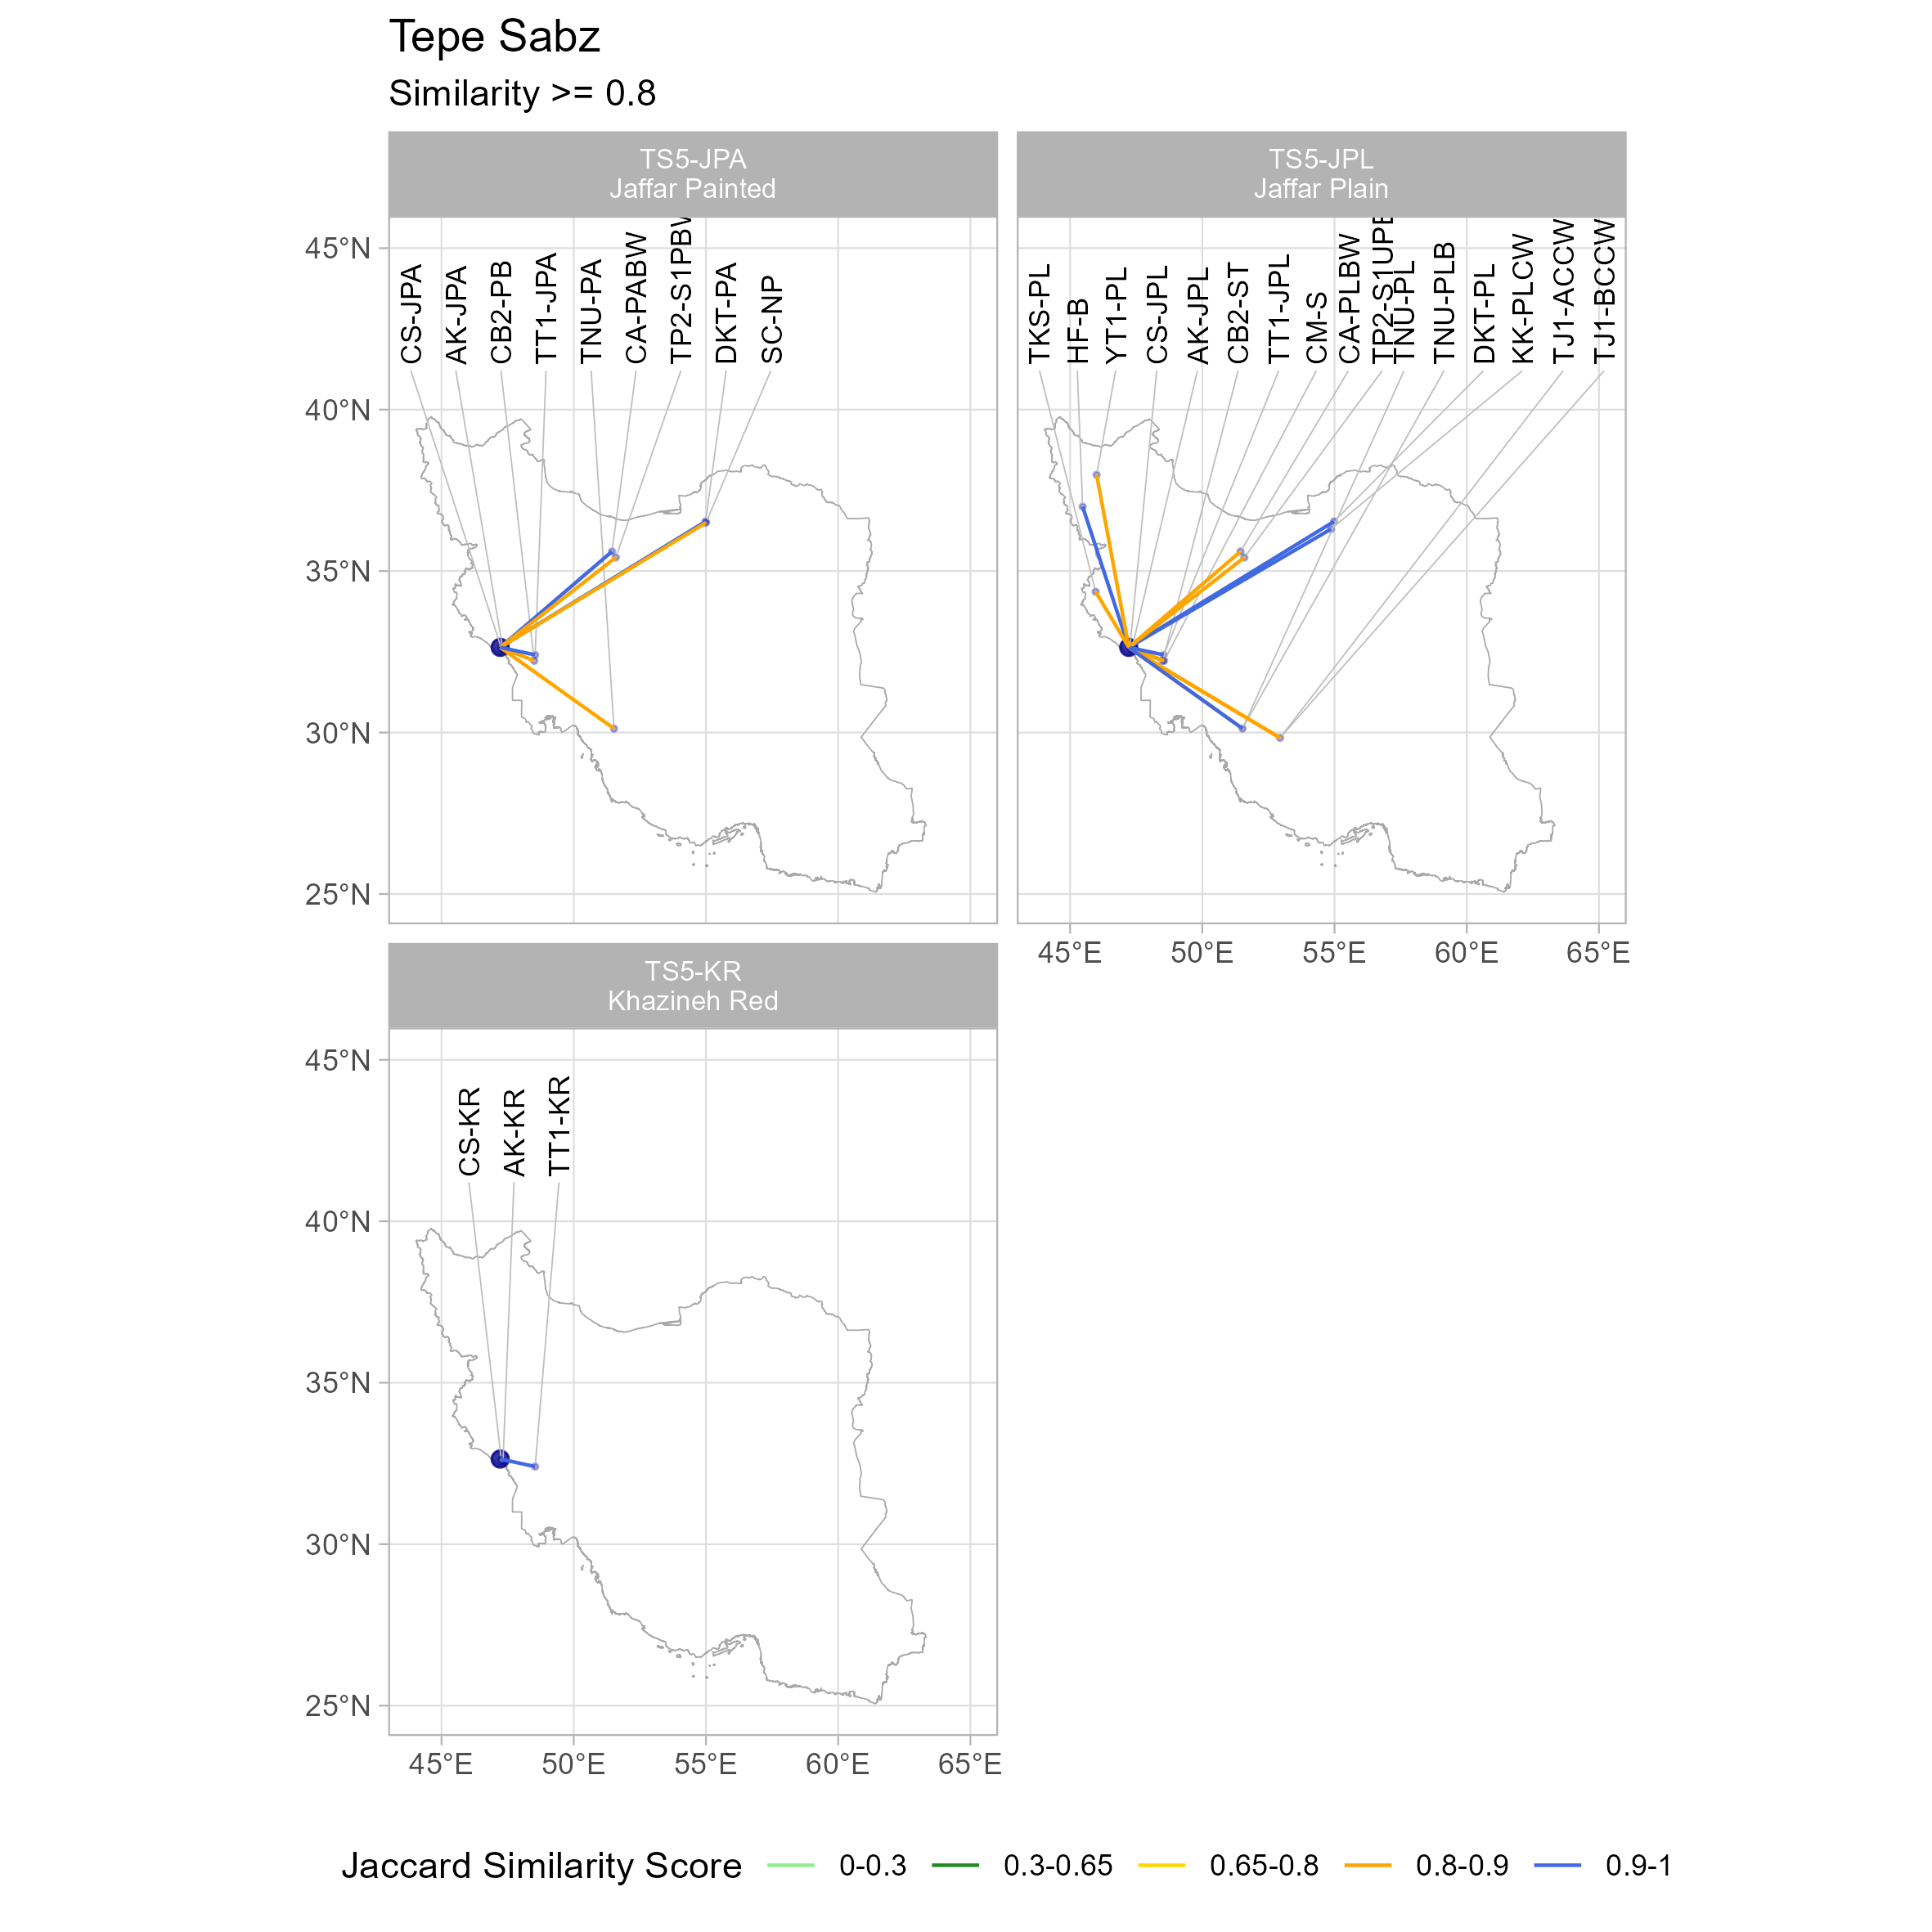 Tepe Sabz
Similarity >= 0.8
TS5-JPA
Jaffar Painted
CS-JPA
AK-JPA
CB2-PB
TT1-JPA
TNU-PA
CA-PABW
DKT-PA
SC-NP
45°N
40°N
35°N
30°N
25°N
TS5-JPL
Jaffar Plain
TKS-PL
HF-B
YT1-PL
CS-JPL
AK-JPL
CB2-ST
TT1-JPL
CM-S
CA-PLBW
TNU-PL
TNU-PLB
DKT-PL
KK-PLCW
TJ1-ACCW
TJ1-BCCW
45°E
50°E
55°E
60°E
65°E
TS5-KR
Khazineh Red
CS-KR
AK-KR
TT1-KR
45°N
40°N
35°N
30°N
25°N
45°E
50°E
55°E
60°E
65°E
Jaccard Similarity Score 0-0.3 0.3-0.65 0.65-0.8 0.8-0.9 0.9-1